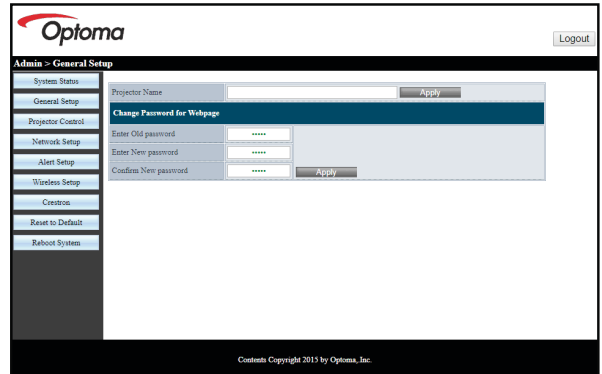 Optoma
Logout
Admin > General Setup
System Status
General Setup
Projector Control
Network Setup
Alert Setup
Wireless Setup
Crestron
Reset to Default
Reboot System
Projector Name
Apply
Change Password for Webpage
Enter Old password •••••
Enter New password •••••
Confirm New password ••••• Apply
Contents Copyright 2015 by Optoma, Inc.